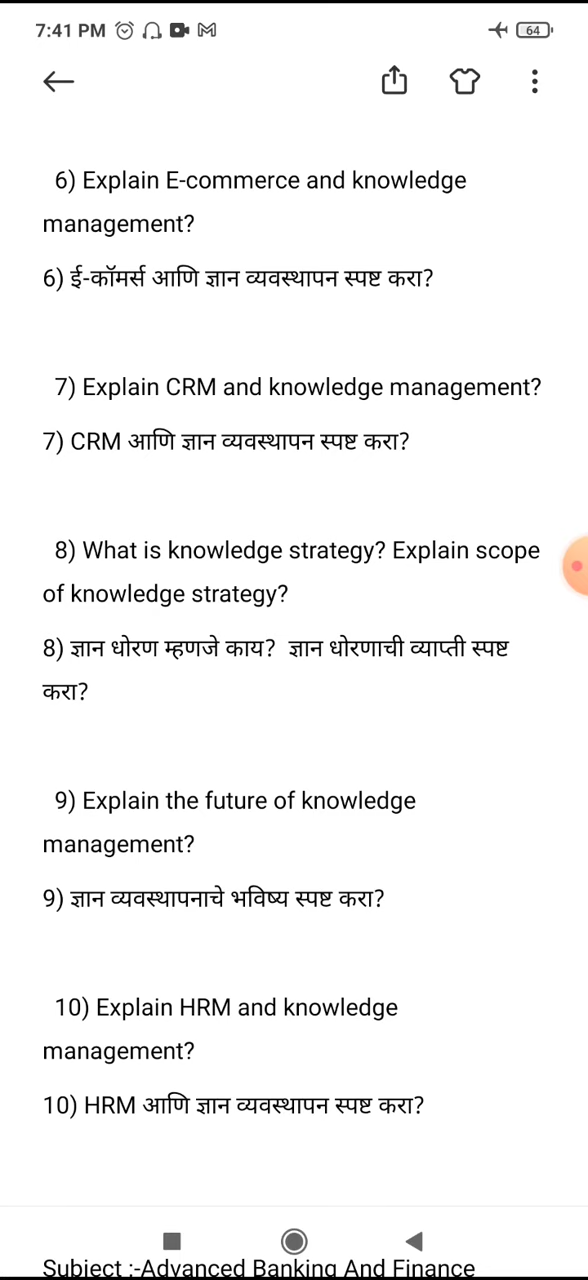 7:41 PM
64
6) Explain E-commerce and knowledge
management?
6) ई-कॉमर्स आणि ज्ञान व्यवस्थापन स्पष्ट करा?
7) Explain CRM and knowledge management?
7) CRM आणि ज्ञान व्यवस्थापन स्पष्ट करा?
8) What is knowledge strategy? Explain scope
of knowledge strategy?
8) ज्ञान धोरण म्हणजे काय? ज्ञान धोरणाची व्याप्ती स्पष्ट
करा?
9) Explain the future of knowledge
management?
9) ज्ञान व्यवस्थापनाचे भविष्य स्पष्ट करा?
10) Explain HRM and knowledge
management?
10) HRM आणि ज्ञान व्यवस्थापन स्पष्ट करा?
Subject :-Advanced Banking And Finance